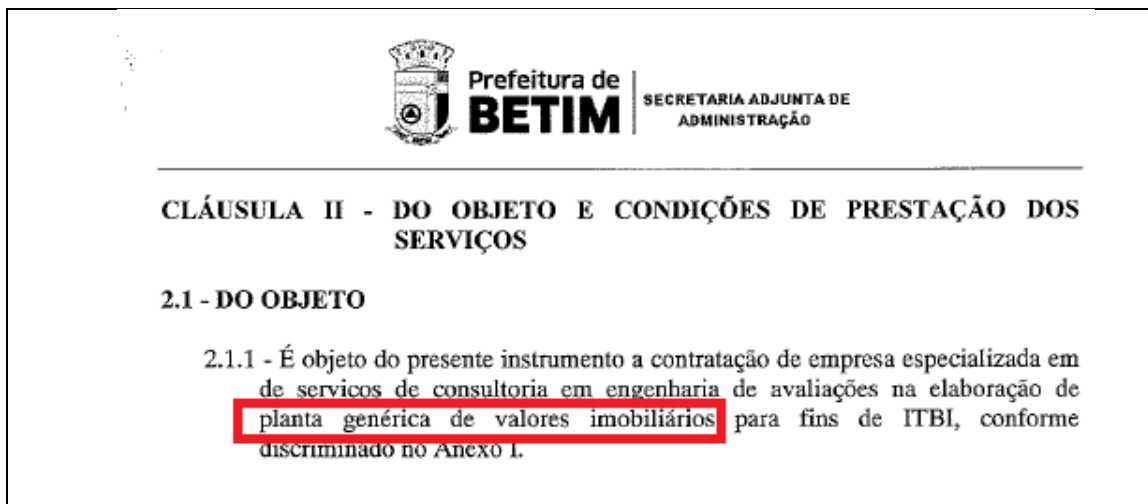 Prefeitura de
BETIM
SECRETARIA ADJUNTA DE
ADMINISTRAÇÃO
CLÁUSULA II - DO OBJETO E CONDIÇÕES DE PRESTAÇÃO DOS
SERVIÇOS
2.1 - DO OBJETO
2.1.1 - É objeto do presente instrumento a contratação de empresa especializada em
de serviços de consultoria em engenharia de avaliações na elaboração de
planta genérica de valores imobiliários para fins de ITBI, conforme
discriminado no Anexo I.